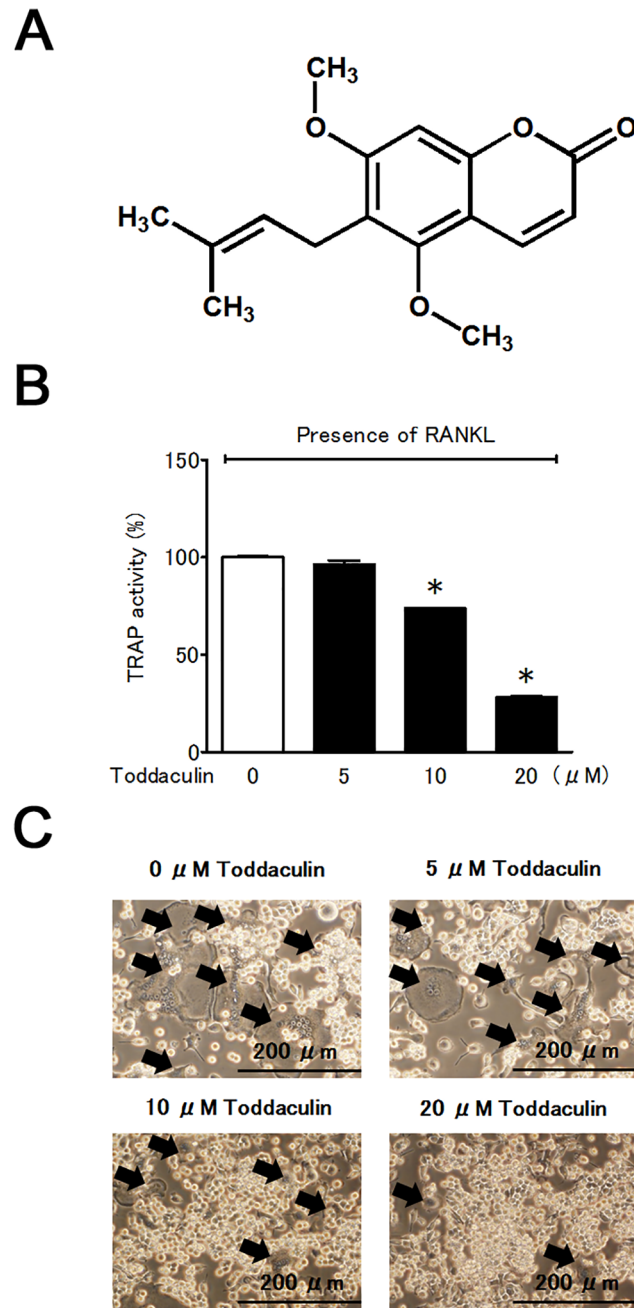 A
CH3
O
O
O
H3C
CH3
O
CH3
B
Presence of RANKL
150
100
50
0
TRAP activity (%)
*
*
Toddaculin 0 5 10 20 (μM)
C
0 μM Toddaculin
5 μM Toddaculin
200 μm
200 μm
10 μM Toddaculin
20 μM Toddaculin
200 μm
200 μm